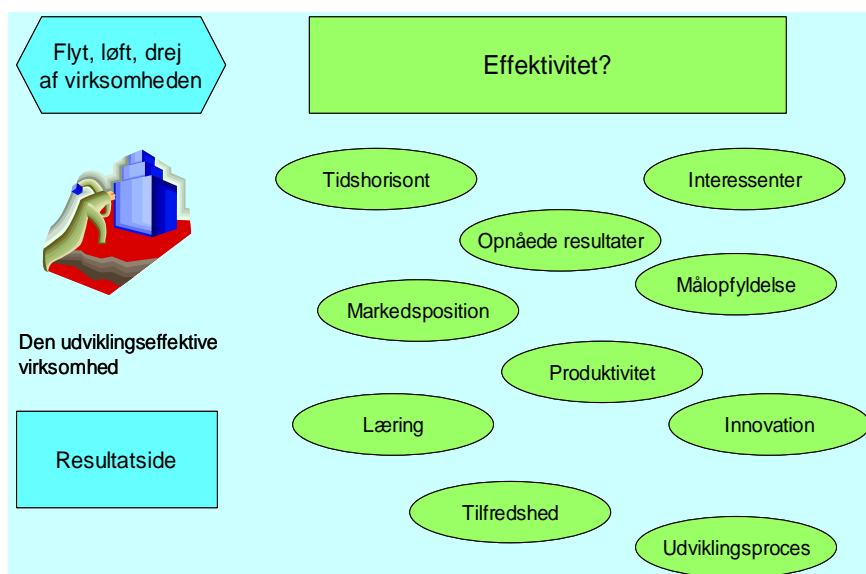 Flyt, løft, drej
af virksomheden
Effektivitet?
Tidshorisont
Interessenter
Opnåede resultater
Målopfyldelse
Markedsposition
Den udviklingseffektive
virksomhed
Produktivitet
Læring
Innovation
Resultatside
Tilfredshed
Udviklingsproces